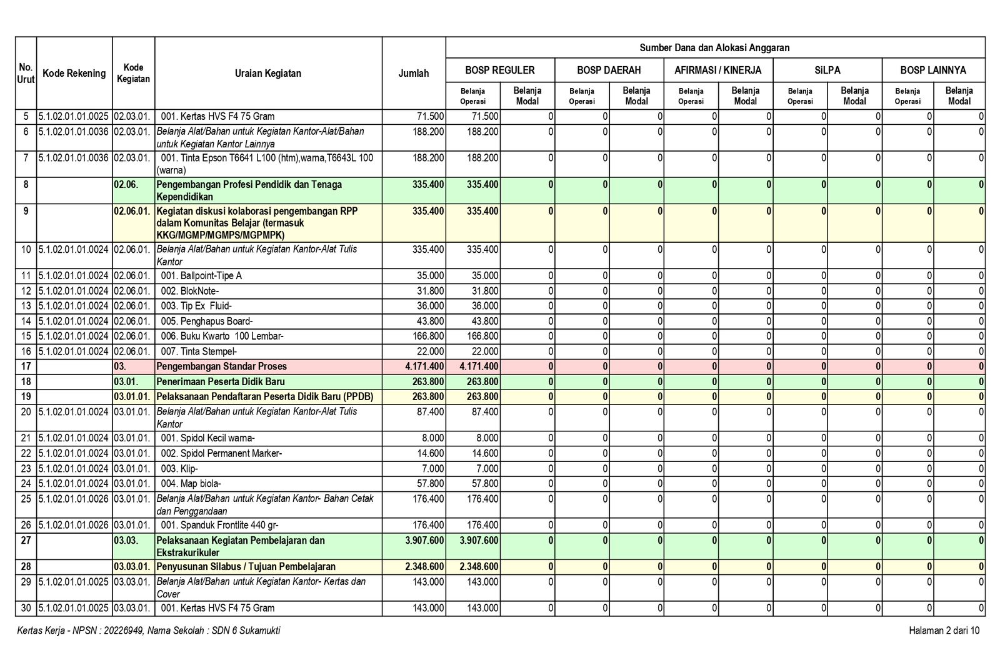 Sumber Dana dan Alokasi Anggaran
No. Urut Kode Rekening Kode Kegiatan Uraian Kegiatan Jumlah
BOSP REGULER BOSP DAERAH AFIRMASI / KINERJA SiLPA BOSP LAINNYA
Belanja Operasi Belanja Modal Belanja Operasi Belanja Modal Belanja Operasi Belanja Modal Belanja Operasi Belanja Modal Belanja Operasi Belanja Modal
5 5.1.02.01.01.0025 02.03.01. 001. Kertas HVS F4 75 Gram 71.500 71.500 0 0 0 0 0 0 0 0 0
6 5.1.02.01.01.0036 02.03.01. Belanja Alat/Bahan untuk Kegiatan Kantor-Alat/Bahan 188.200 188.200 0 0 0 0 0 0 0 0 0
untuk Kegiatan Kantor Lainnya
7 5.1.02.01.01.0036 02.03.01. 001. Tinta Epson T6641 L100 (htm),warna,T6643L 100 188.200 188.200 0 0 0 0 0 0 0 0 0
(warna)
8 02.06. Pengembangan Profesi Pendidik dan Tenaga 335.400 335.400 0 0 0 0 0 0 0 0 0
Kependidikan
9 02.06.01. Kegiatan diskusi kolaborasi pengembangan RPP 335.400 335.400 0 0 0 0 0 0 0 0 0
dalam Komunitas Belajar (termasuk
KKG/MGMP/MGMPS/MGPMPK)
10 5.1.02.01.01.0024 02.06.01. Belanja Alat/Bahan untuk Kegiatan Kantor-Alat Tulis 335.400 335.400 0 0 0 0 0 0 0 0 0
Kantor
11 5.1.02.01.01.0024 02.06.01. 001. Ballpoint-Tipe A 35.000 35.000 0 0 0 0 0 0 0 0 0
12 5.1.02.01.01.0024 02.06.01. 002. BlokNote- 31.800 31.800 0 0 0 0 0 0 0 0 0
13 5.1.02.01.01.0024 02.06.01. 003. Tip Ex Fluid- 36.000 36.000 0 0 0 0 0 0 0 0 0
14 5.1.02.01.01.0024 02.06.01. 005. Penghapus Board- 43.800 43.800 0 0 0 0 0 0 0 0 0
15 5.1.02.01.01.0024 02.06.01. 006. Buku Kwarto 100 Lembar- 166.800 166.800 0 0 0 0 0 0 0 0 0
16 5.1.02.01.01.0024 02.06.01. 007. Tinta Stempel- 22.000 22.000 0 0 0 0 0 0 0 0 0
17 03. Pengembangan Standar Proses 4.171.400 4.171.400 0 0 0 0 0 0 0 0 0
18 03.01. Penerimaan Peserta Didik Baru 263.800 263.800 0 0 0 0 0 0 0 0 0
19 03.01.01. Pelaksanaan Pendaftaran Peserta Didik Baru (PPDB) 263.800 263.800 0 0 0 0 0 0 0 0 0
20 5.1.02.01.01.0024 03.01.01. Belanja Alat/Bahan untuk Kegiatan Kantor-Alat Tulis 87.400 87.400 0 0 0 0 0 0 0 0 0
Kantor
21 5.1.02.01.01.0024 03.01.01. 001. Spidol Kecil warna- 8.000 8.000 0 0 0 0 0 0 0 0 0
22 5.1.02.01.01.0024 03.01.01. 002. Spidol Permanent Marker- 14.600 14.600 0 0 0 0 0 0 0 0 0
23 5.1.02.01.01.0024 03.01.01. 003. Klip- 7.000 7.000 0 0 0 0 0 0 0 0 0
24 5.1.02.01.01.0024 03.01.01. 004. Map biola- 57.800 57.800 0 0 0 0 0 0 0 0 0
25 5.1.02.01.01.0026 03.01.01. Belanja Alat/Bahan untuk Kegiatan Kantor- Bahan Cetak 176.400 176.400 0 0 0 0 0 0 0 0 0
dan Penggandaan
26 5.1.02.01.01.0026 03.01.01. 001. Spanduk Frontlite 440 gr- 176.400 176.400 0 0 0 0 0 0 0 0 0
27 03.03. Pelaksanaan Kegiatan Pembelajaran dan 3.907.600 3.907.600 0 0 0 0 0 0 0 0 0
Ekstrakurikuler
28 03.03.01. Penyusunan Silabus / Tujuan Pembelajaran 2.348.600 2.348.600 0 0 0 0 0 0 0 0 0
29 5.1.02.01.01.0025 03.03.01. Belanja Alat/Bahan untuk Kegiatan Kantor- Kertas dan 143.000 143.000 0 0 0 0 0 0 0 0 0
Cover
30 5.1.02.01.01.0025 03.03.01. 001. Kertas HVS F4 75 Gram 143.000 143.000 0 0 0 0 0 0 0 0 0
Kertas Kerja - NPSN : 20226949, Nama Sekolah : SDN 6 Sukamukti Halaman 2 dari 10